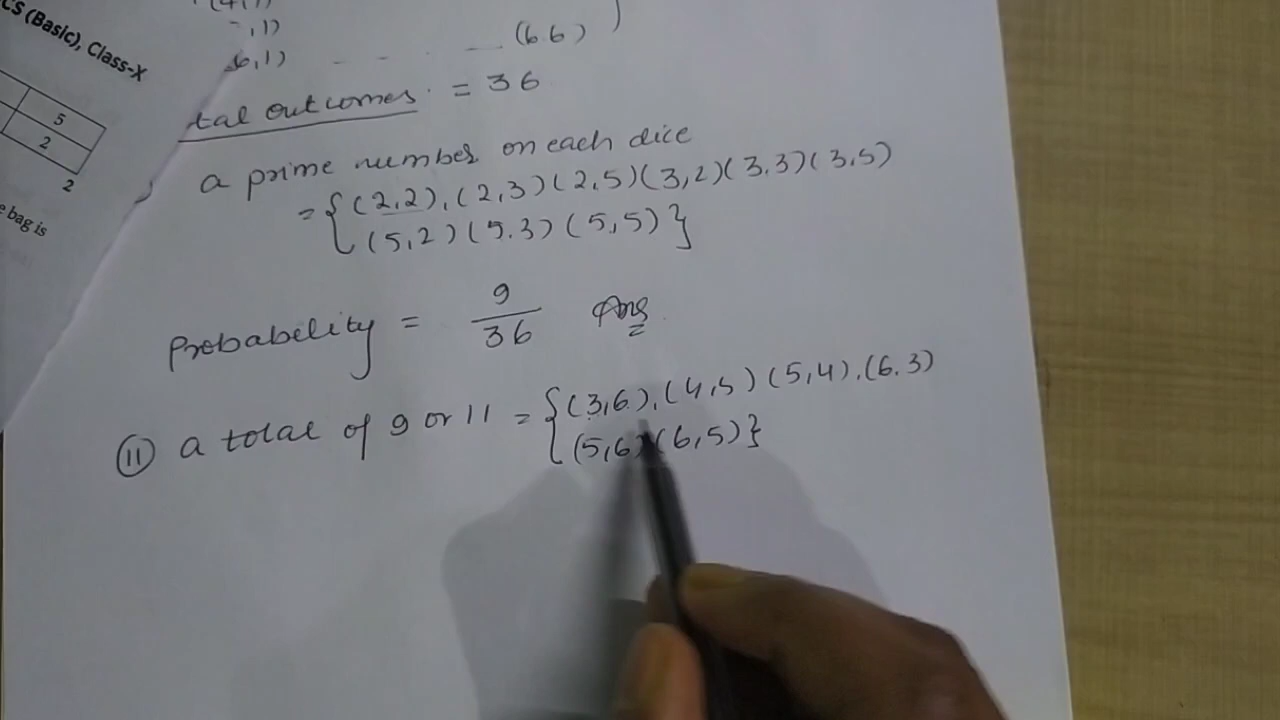 CS (Basic), Class-X
5
2
2
bag is
(6 6) }
,1)
6,1) - - - - —
tal outcomes = 36
a prime number on each dice
= { (2,2), (2,3) (2,5) (3,2) (3.3) (3,5)
(5,2) (5.3) (5,5) }
Probability = 9/36 Ans
(11) a total of 9 or 11 = { (3,6), (4,5) (5,4), (6.3)
(5,6) (6,5) }